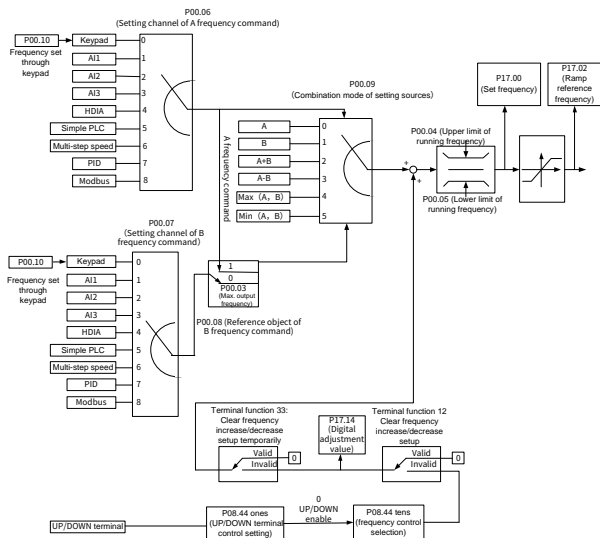 P00.06
(Setting channel of A frequency command)
P00.10
Keypad
0
Frequency set
through
keypad
AI1
1
AI2
2
AI3
3
HDIA
4
Simple PLC
5
Multi-step speed
6
PID
7
Modbus
8
A frequency command
P00.09
(Combination mode of setting sources)
A
0
B
1
A+B
2
A-B
3
Max (A, B)
4
Min (A, B)
5
+
+
P00.04 (Upper limit of
running frequency)
P00.05 (Lower limit of
running frequency)
P17.00
(Set frequency)
P17.02
(Ramp
reference
frequency)
P00.07
(Setting channel of B
frequency command)
P00.10
Keypad
0
Frequency set
through
keypad
AI1
1
AI2
2
AI3
3
HDIA
4
Simple PLC
5
Multi-step speed
6
PID
7
Modbus
8
1
0
P00.03
(Max. output
frequency)
P00.08 (Reference object of
B frequency command)
Terminal function 33:
Clear frequency
increase/decrease
setup temporarily
Valid
Invalid
0
P17.14
(Digital
adjustment
value)
Terminal function 12
Clear frequency
increase/decrease
setup
Valid
Invalid
0
UP/DOWN terminal
P08.44 ones
(UP/DOWN terminal
control setting)
0
UP/DOWN
enable
P08.44 tens
(frequency control
selection)